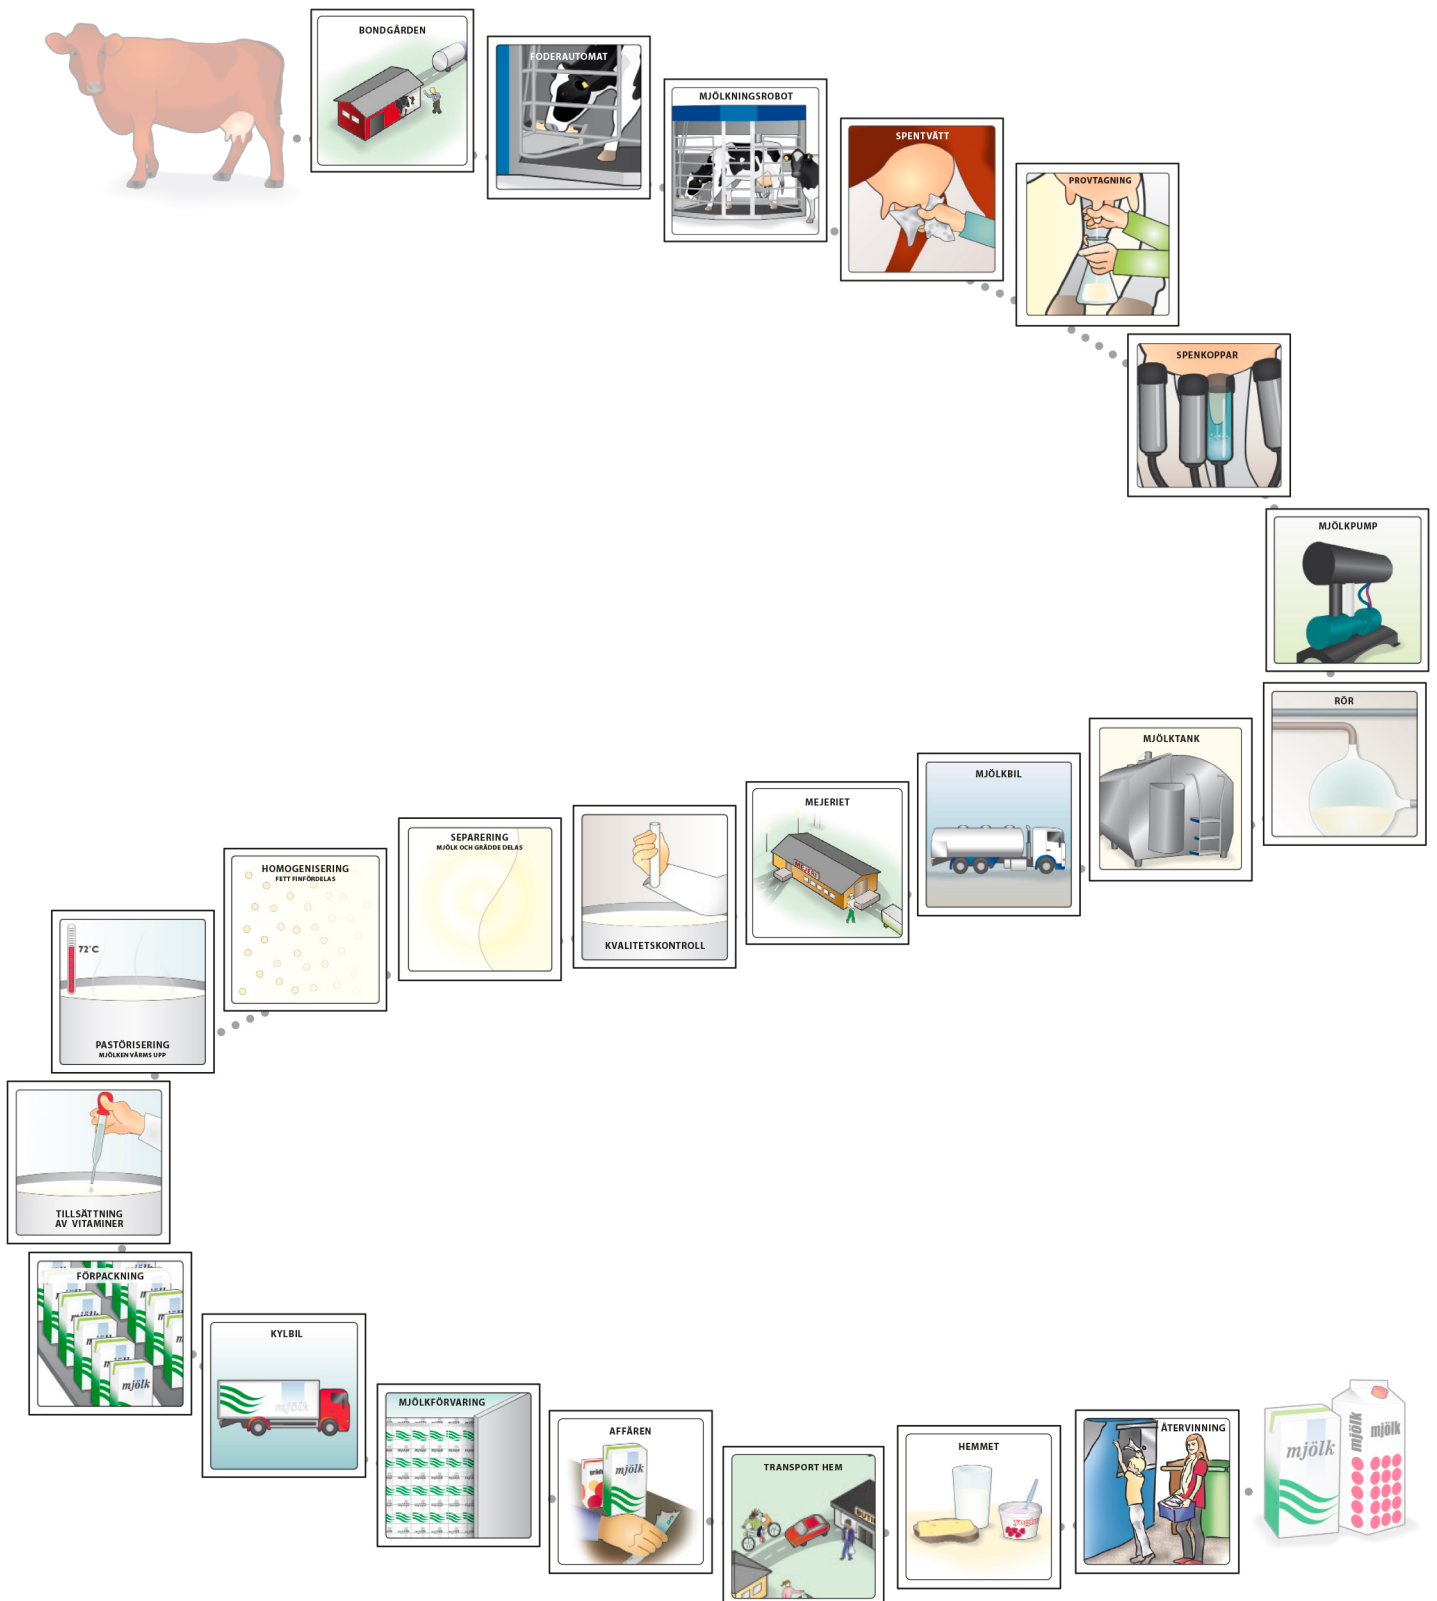 BONDGÅRDEN
FODERAUTOMAT
MJÖLKNINGSROBOT
SPENTVÄTT
PROVTAGNING
SPENKOPPAR
MJÖLKPUMP
RÖR
MJÖLKTANK
MJÖLKBIL
MEJERIET
MEJERI
KVALITETSKONTROLL
SEPARERING
MJÖLK OCH GRÄDDE DELAS
HOMOGENISERING
FETT FINFÖRDELAS
72°C
PASTÖRISERING
MJÖLKEN VÄRMS UPP
TILLSÄTTNING
AV VITAMINER
FÖRPACKNING
mjölk
KYLBIL
mjölk
MJÖLKFÖRVARING
AFFÄREN
mjölk
TRANSPORT HEM
HEMMET
ÅTERVINNING
mjölk
mjölk
mjölk